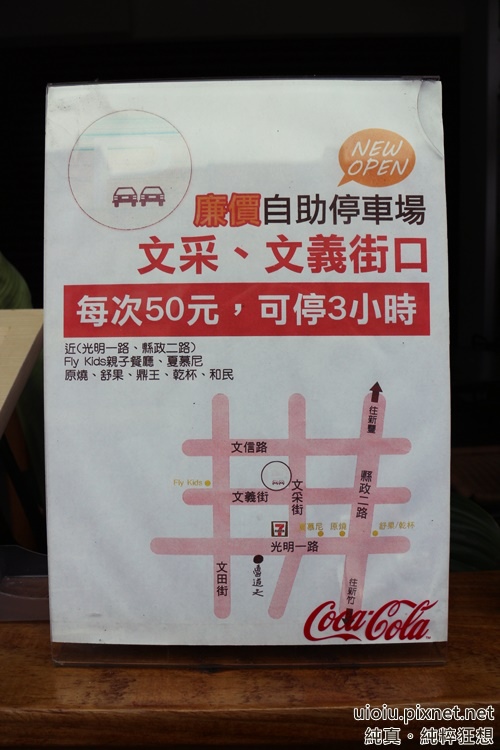 NEW
OPEN
廉價自助停車場
文采、文義街口
每次50元，可停3小時
近(光明一路、縣政二路)
Fly Kids親子餐廳、夏慕尼
原燒、舒果、鼎王、乾杯、和民
往新豐
文信路
縣政二路
Fly Kids
文義街
文采街
7
夏慕尼 原燒 舒果/乾杯
光明一路
文田街
往新竹
Coca-Cola
uioiu.pixnet.net
純真。純粹狂想